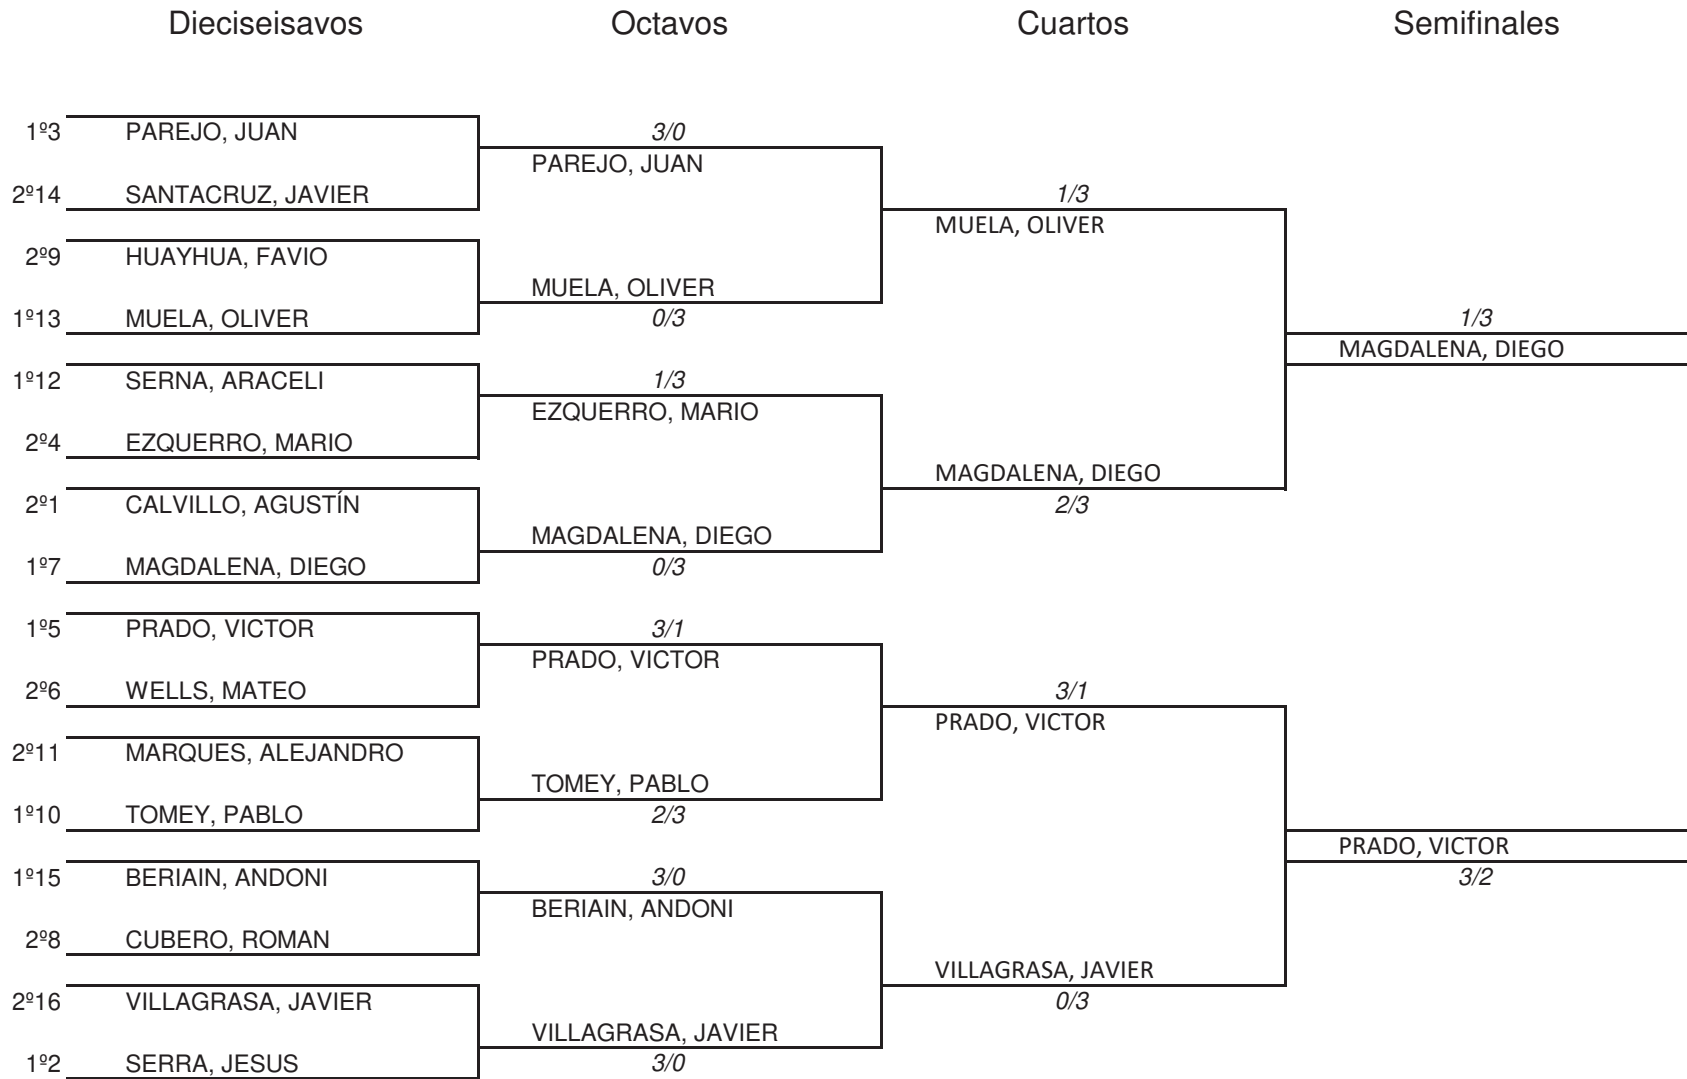 Dieciseisavos Octavos Cuartos Semifinales
1º3 PAREJO, JUAN 3/0
PAREJO, JUAN
2º14 SANTACRUZ, JAVIER 1/3
MUELA, OLIVER
2º9 HUAYHUA, FAVIO
MUELA, OLIVER
1º13 MUELA, OLIVER 0/3 1/3
MAGDALENA, DIEGO
1º12 SERNA, ARACELI 1/3
EZQUERRO, MARIO
2º4 EZQUERRO, MARIO
MAGDALENA, DIEGO
2º1 CALVILLO, AGUSTÍN 2/3
MAGDALENA, DIEGO
1º7 MAGDALENA, DIEGO 0/3
1º5 PRADO, VICTOR 3/1
PRADO, VICTOR
2º6 WELLS, MATEO 3/1
PRADO, VICTOR
2º11 MARQUES, ALEJANDRO
TOMEY, PABLO
1º10 TOMEY, PABLO 2/3
PRADO, VICTOR
1º15 BERIAIN, ANDONI 3/0 3/2
BERIAIN, ANDONI
2º8 CUBERO, ROMAN
VILLAGRASA, JAVIER
2º16 VILLAGRASA, JAVIER 0/3
VILLAGRASA, JAVIER
1º2 SERRA, JESUS 3/0